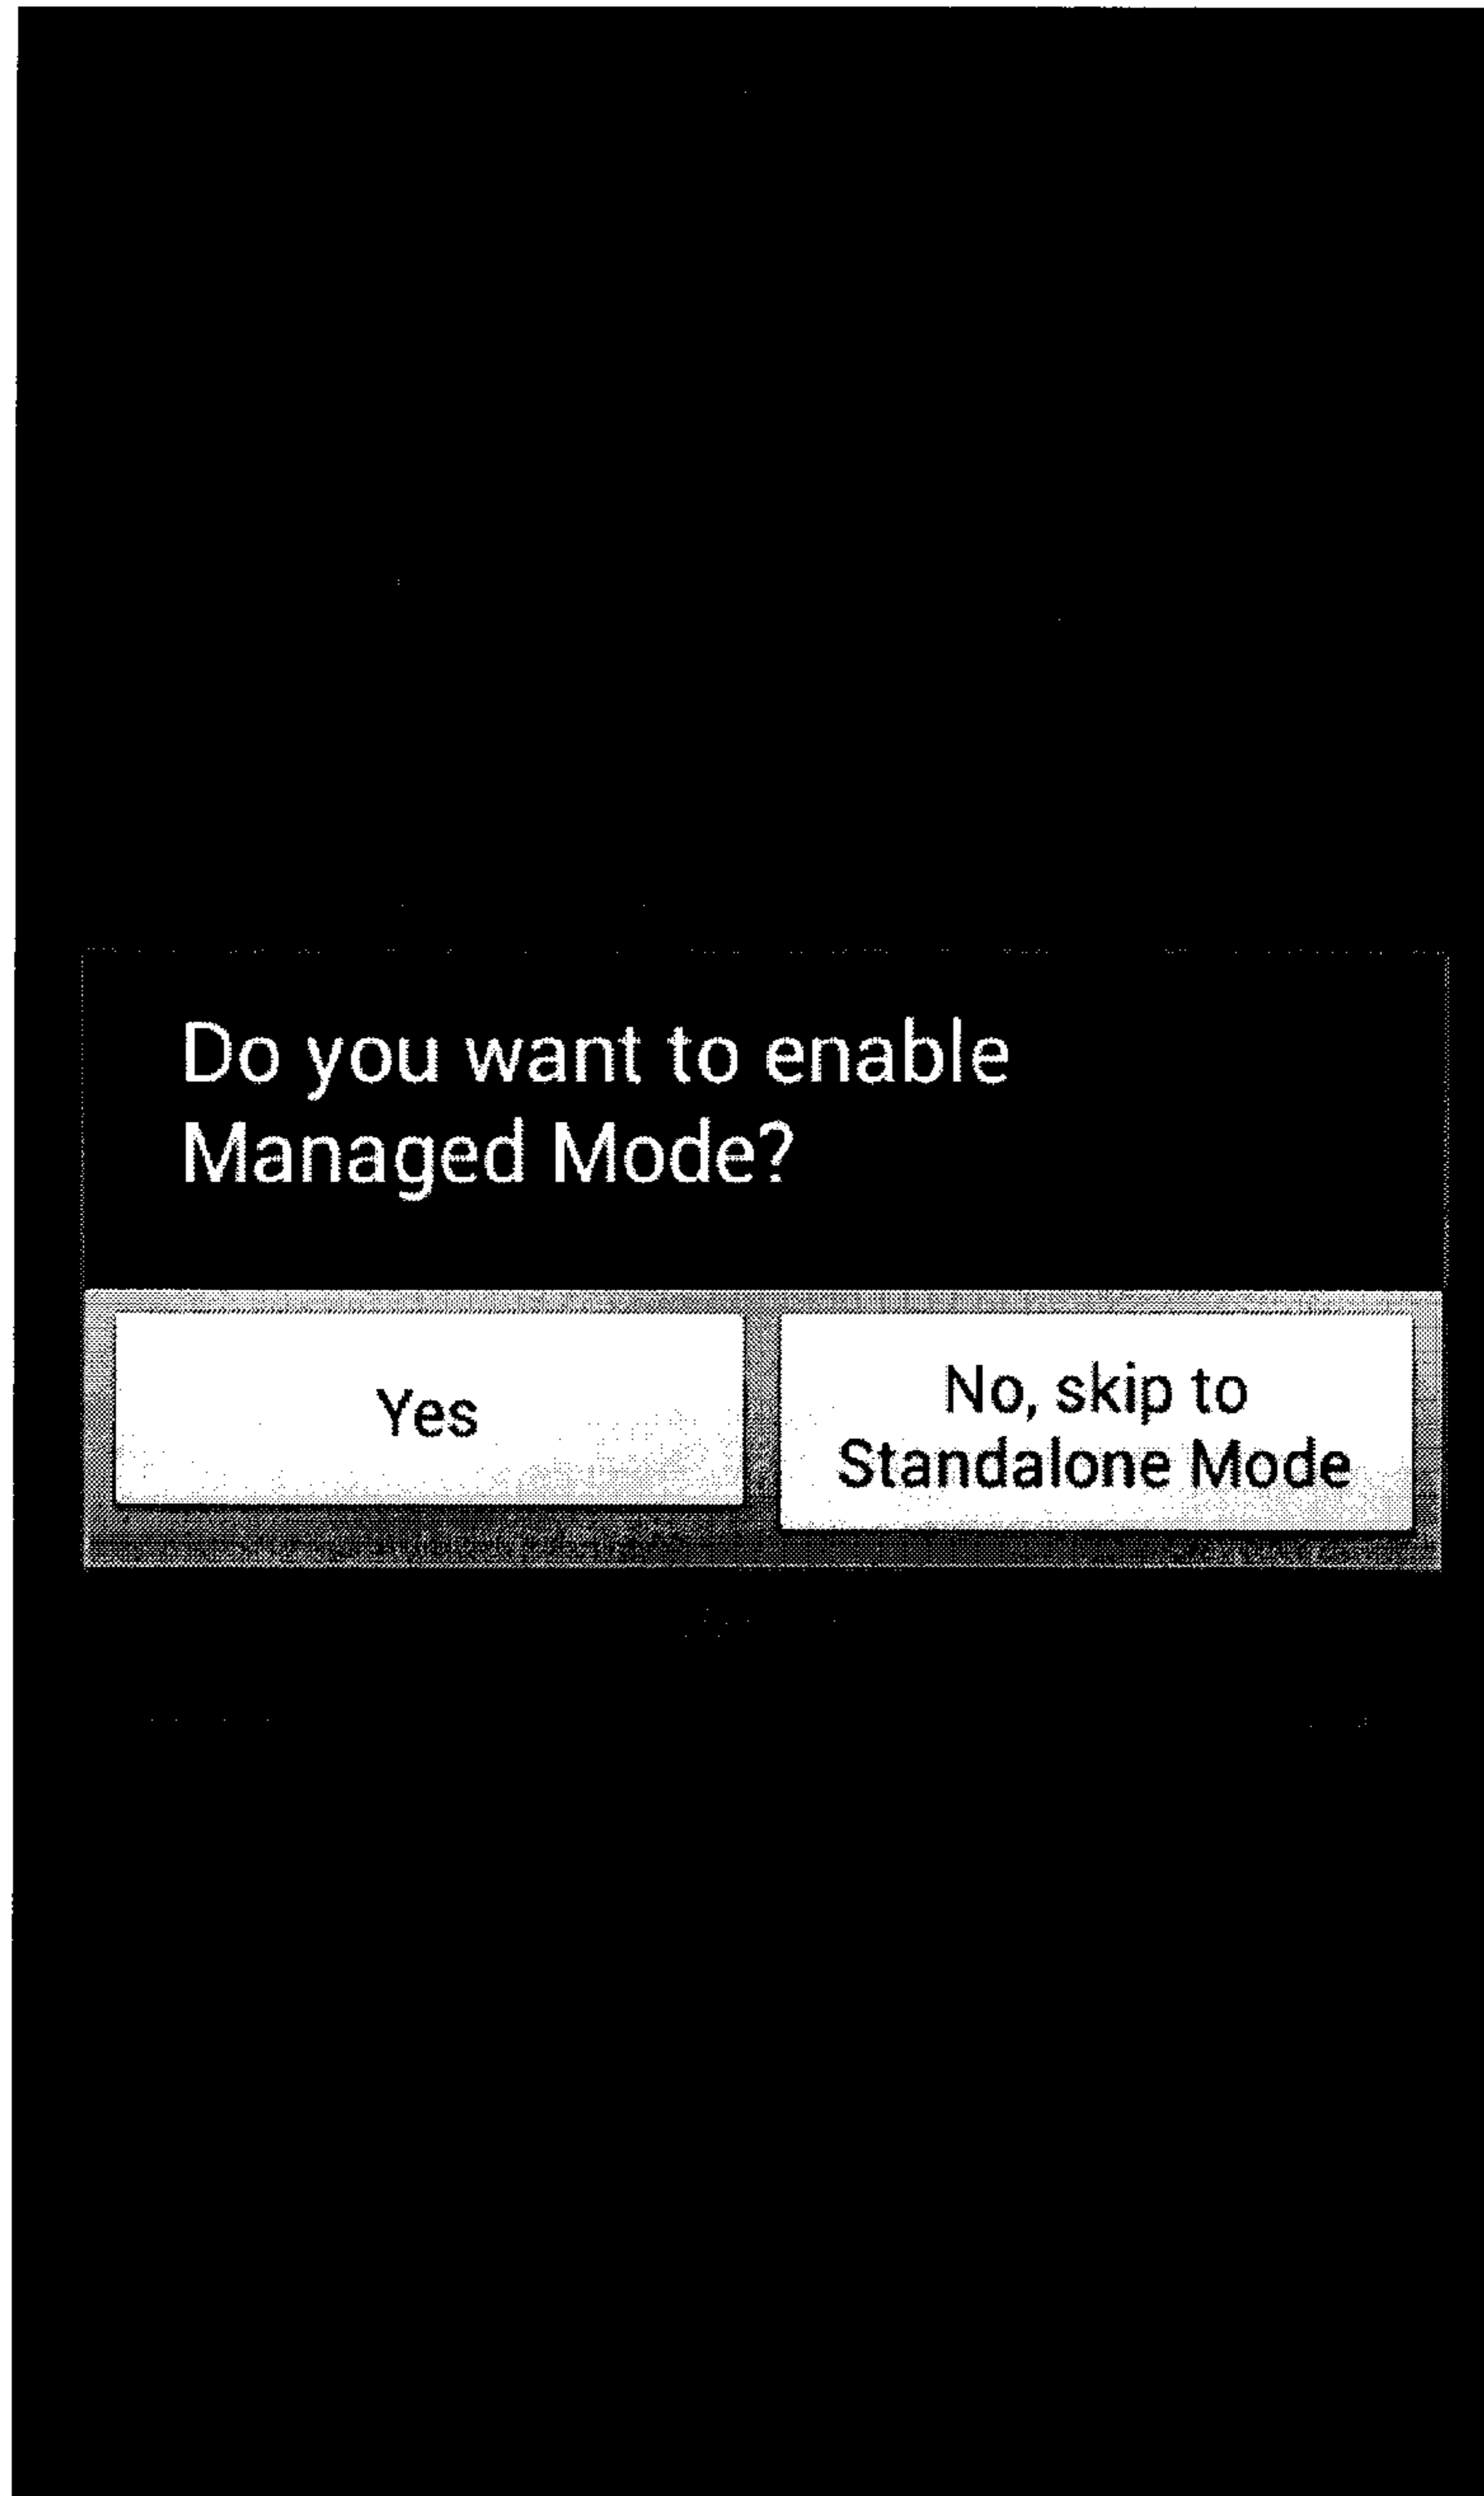 Do you want to enable
Managed Mode?
Yes
No, skip to
Standalone Mode